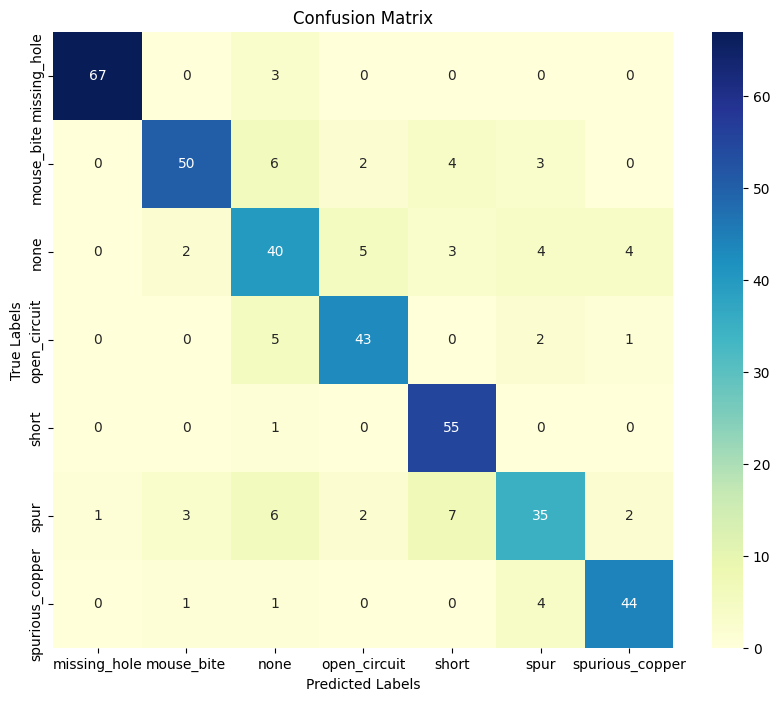 Confusion Matrix
True Labels
missing_hole 67 0 3 0 0 0 0
mouse_bite 0 50 6 2 4 3 0
none 0 2 40 5 3 4 4
open_circuit 0 0 5 43 0 2 1
short 0 0 1 0 55 0 0
spur 1 3 6 2 7 35 2
spurious_copper 0 1 1 0 0 4 44
missing_hole mouse_bite none open_circuit short spur spurious_copper
Predicted Labels
60
50
40
30
20
10
0